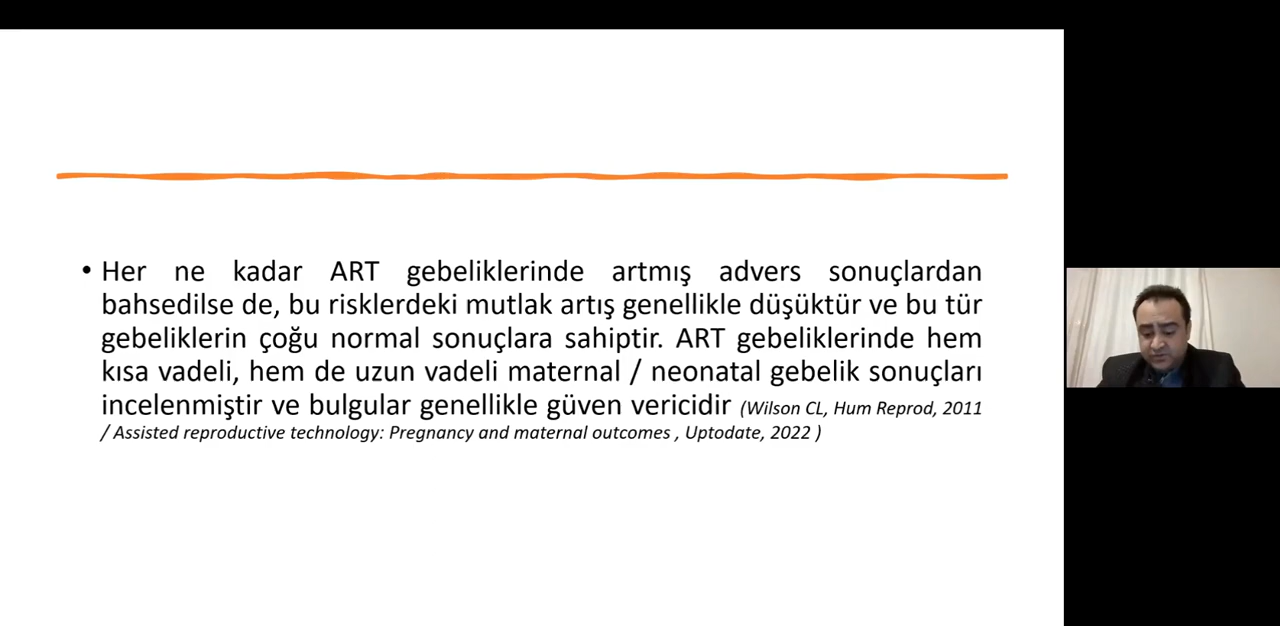 • Her ne kadar ART gebeliklerinde artmış advers sonuçlardan
bahsedilse de, bu risklerdeki mutlak artış genellikle düşüktür ve bu tür
gebeliklerin çoğu normal sonuçlara sahiptir. ART gebeliklerinde hem
kısa vadeli, hem de uzun vadeli maternal / neonatal gebelik sonuçları
incelenmiştir ve bulgular genellikle güven vericidir (Wilson CL, Hum Reprod, 2011
/ Assisted reproductive technology: Pregnancy and maternal outcomes , Uptodate, 2022 )